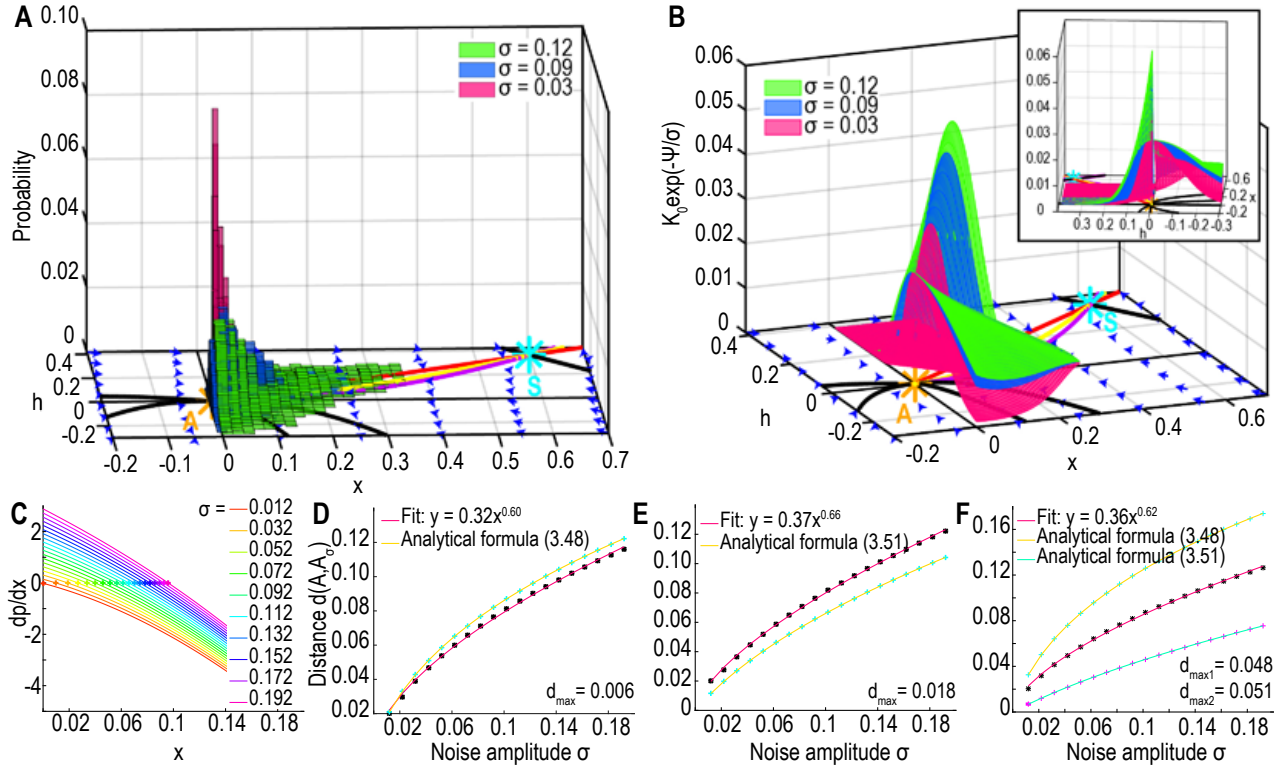 A
0.10
0.08
0.06
0.04
0.02
0
Probability
σ = 0.12
σ = 0.09
σ = 0.03
0.4
0.2
0
-0.2
h
A
S
-0.2 -0.1 0 0.1 0.2 0.3 0.4 0.5 0.6 0.7
x
B
0.06
0.05
0.04
0.03
0.02
0.01
0
K₀exp(-Ψ/σ)
σ = 0.12
σ = 0.09
σ = 0.03
0.4
0.2
0
-0.2
h
A
S
0 0.2 0.4 0.6
x
0.06
0.05
0.04
0.03
0.02
0.01
0
0.3 0.2 0.1 0 -0.1 -0.2 -0.3
h
0.6
0.2 x
-0.2
C
2
0
-2
-4
dp/dx
σ = 0.012
0.032
0.052
0.072
0.092
0.112
0.132
0.152
0.172
0.192
0.02 0.06 0.1 0.14 0.18
x
D
Fit: y = 0.32x^0.60
Analytical formula (3.48)
0.12
0.10
0.08
0.06
0.04
0.02
Distance d(A,Aσ)
d_max = 0.006
0.02 0.06 0.1 0.14 0.18
Noise amplitude σ
E
Fit: y = 0.37x^0.66
Analytical formula (3.51)
0.12
0.10
0.08
0.06
0.04
0.02
0.00
d_max = 0.018
0.02 0.06 0.1 0.14 0.18
Noise amplitude σ
F
Fit: y = 0.36x^0.62
Analytical formula (3.48)
Analytical formula (3.51)
0.16
0.12
0.08
0.04
0.00
d_max1 = 0.048
d_max2 = 0.051
0.02 0.06 0.1 0.14 0.18
Noise amplitude σ